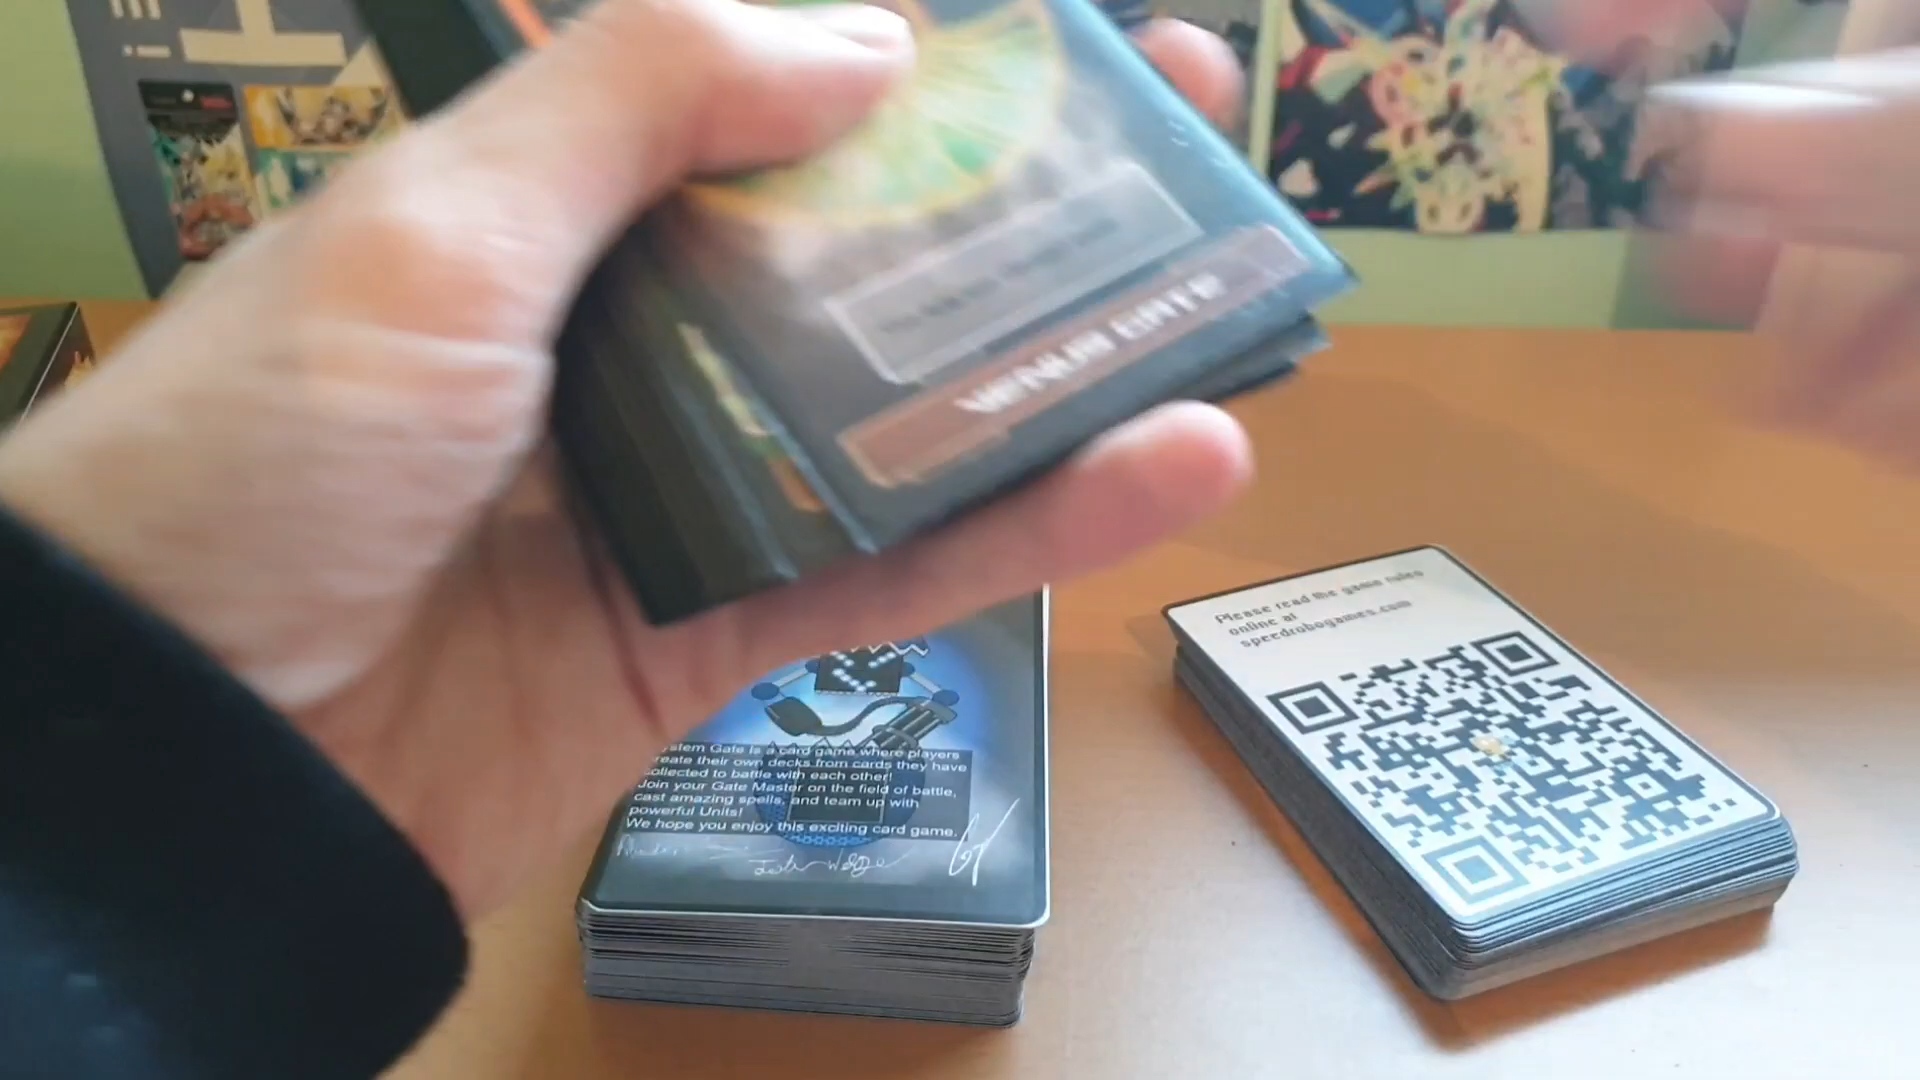 Please read the game rules
online at
speedrobogames.com
ystem Gate is a card game where players
reate their own decks from cards they have
collected to battle with each other!
Join your Gate Master on the field of battle,
cast amazing spells, and team up with
powerful Units!
We hope you enjoy this exciting card game.